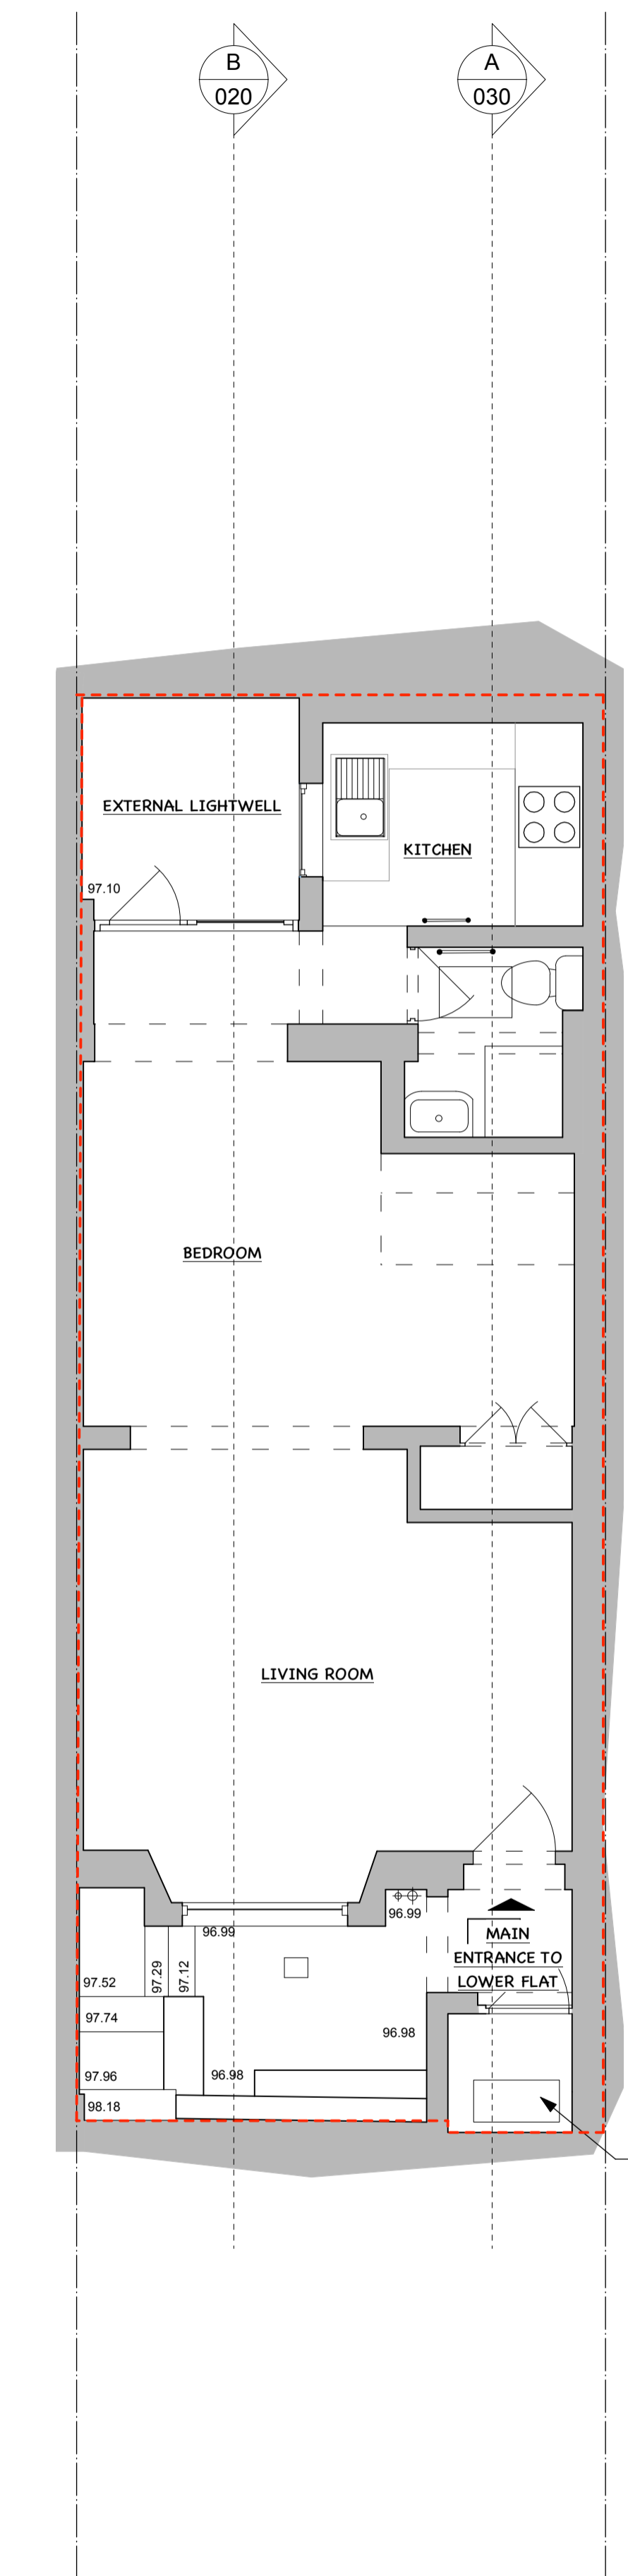 B
020
A
030
EXTERNAL LIGHTWELL
KITCHEN
97.10
BEDROOM
LIVING ROOM
96.99
96.99
MAIN
ENTRANCE TO
LOWER FLAT
97.52
97.29
97.12
97.74
96.98
97.96
96.98
98.18